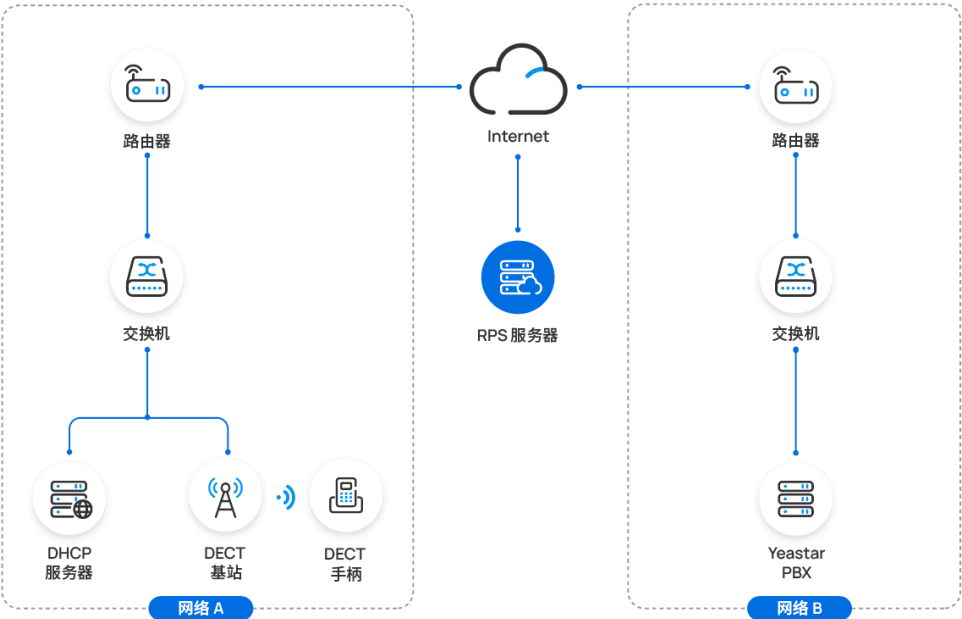 路由器
Internet
路由器
交换机
RPS 服务器
交换机
DHCP
服务器
DECT
基站
DECT
手柄
Yeastar
PBX
网络 A
网络 B